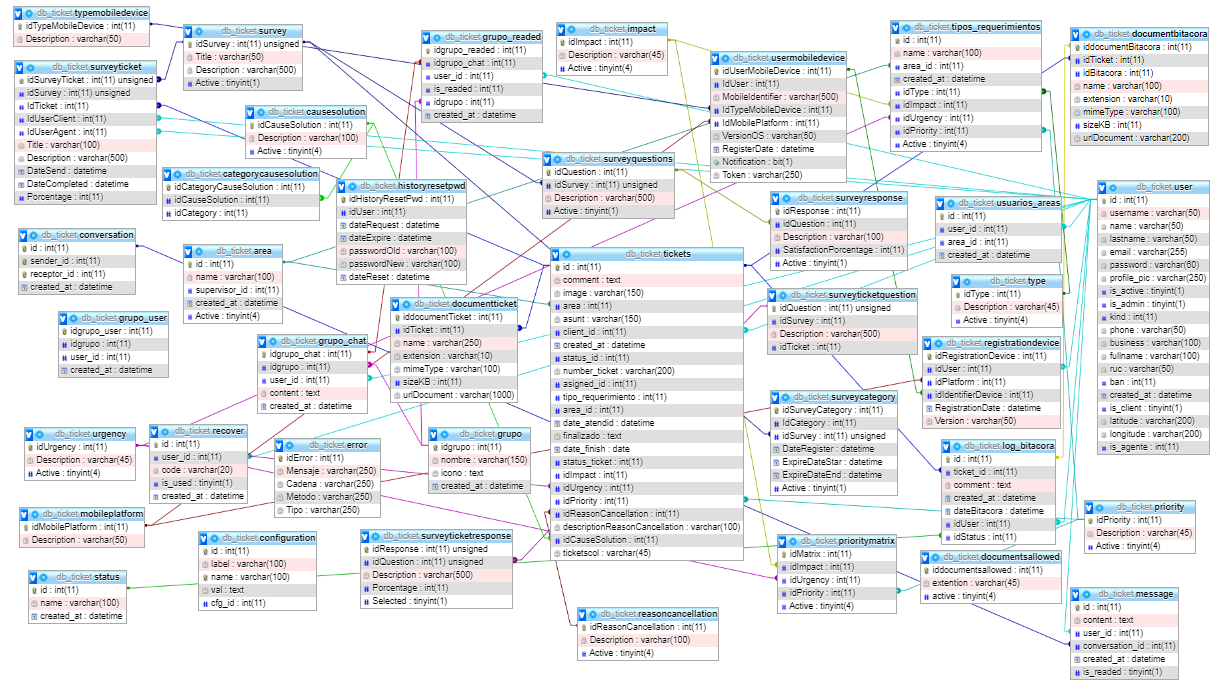 db_ticket typemobiledevice
idTypeMobileDevice : int(11)
Description : varchar(50)
db_ticket survey
idSurvey : int(11) unsigned
Title : varchar(50)
Description : varchar(500)
Active : tinyint(1)
db_ticket grupo_readed
idgrupo_readed : int(11)
idgrupo_chat : int(11)
user_id : int(11)
is_readed : int(11)
idgrupo : int(11)
created_at : datetime
db_ticket impact
idImpact : int(11)
Description : varchar(45)
Active : tinyint(4)
db_ticket usermobiledevice
idUserMobileDevice : int(11)
IdUser : int(11)
MobileIdentifier : varchar(500)
IdTypeMobileDevice : int(11)
IdMobilePlatform : int(11)
VersionOS : varchar(50)
RegisterDate : datetime
Notification : bit(1)
Token : varchar(250)
db_ticket tipos_requerimientos
id : int(11)
name : varchar(100)
area_id : int(11)
created_at : datetime
idType : int(11)
idImpact : int(11)
idUrgency : int(11)
idPriority : int(11)
Active : tinyint(4)
db_ticket documentbitacora
iddocumentBitacora : int(11)
idTicket : int(11)
idBitacora : int(11)
name : varchar(100)
extension : varchar(10)
mimeType : varchar(100)
sizeKB : int(11)
urlDocument : varchar(200)
db_ticket surveyticket
idSurveyTicket : int(11) unsigned
idSurvey : int(11) unsigned
IdTicket : int(11)
IdUserClient : int(11)
IdUserAgent : int(11)
Title : varchar(100)
Description : varchar(500)
DateSend : datetime
DateCompleted : datetime
Porcentage : int(11)
db_ticket causesolution
idCauseSolution : int(11)
Description : varchar(100)
Active : tinyint(4)
db_ticket categorycausesolution
idCategoryCauseSolution : int(11)
idCauseSolution : int(11)
idCategory : int(11)
db_ticket historyresetpwd
idHistoryResetPwd : int(11)
idUser : int(11)
dateRequest : datetime
dateExpire : datetime
passwordOld : varchar(100)
passwordNew : varchar(100)
dateReset : datetime
db_ticket surveyquestions
idQuestion : int(11)
idSurvey : int(11) unsigned
Description : varchar(500)
Active : tinyint(1)
db_ticket surveyresponse
idResponse : int(11)
idQuestion : int(11)
Description : varchar(100)
SatisfactionPorcentage : int(11)
Active : tinyint(1)
db_ticket usuarios_areas
id : int(11)
user_id : int(11)
area_id : int(11)
created_at : datetime
db_ticket user
id : int(11)
username : varchar(50)
name : varchar(50)
lastname : varchar(50)
email : varchar(255)
password : varchar(60)
profile_pic : varchar(250)
is_active : tinyint(1)
is_admin : tinyint(1)
kind : int(11)
phone : varchar(50)
business : varchar(100)
fullname : varchar(100)
ruc : varchar(50)
ban : int(11)
created_at : datetime
is_client : tinyint(1)
latitude : varchar(200)
longitude : varchar(200)
is_agente : int(11)
db_ticket conversation
id : int(11)
sender_id : int(11)
receptor_id : int(11)
created_at : datetime
db_ticket area
id : int(11)
name : varchar(100)
supervisor_id : int(11)
created_at : datetime
Active : tinyint(4)
db_ticket tickets
id : int(11)
comment : text
image : varchar(150)
area : int(11)
asunt : varchar(150)
client_id : int(11)
created_at : datetime
status_id : int(11)
number_ticket : varchar(200)
asigned_id : int(11)
tipo_requerimiento : int(11)
area_id : int(11)
date_atendid : datetime
finalizado : text
date_finish : date
status_ticket : int(11)
idImpact : int(11)
idUrgency : int(11)
idPriority : int(11)
idReasonCancellation : int(11)
descriptionReasonCancellation : varchar(100)
idCauseSolution : int(11)
ticketscol : varchar(45)
db_ticket type
idType : int(11)
Description : varchar(45)
Active : tinyint(4)
db_ticket surveyticketquestion
idQuestion : int(11) unsigned
idSurvey : int(11)
Description : varchar(500)
idTicket : int(11)
db_ticket documentticket
iddocumentTicket : int(11)
idTicket : int(11)
name : varchar(250)
extension : varchar(10)
mimeType : varchar(100)
sizeKB : int(11)
urlDocument : varchar(1000)
db_ticket grupo_user
idgrupo_user : int(11)
idgrupo : int(11)
user_id : int(11)
created_at : datetime
db_ticket grupo_chat
idgrupo_chat : int(11)
idgrupo : int(11)
user_id : int(11)
content : text
created_at : datetime
db_ticket registrationdevice
idRegistrationDevice : int(11)
idUser : int(11)
idPlatform : int(11)
idIdentifierDevice : int(11)
RegistrationDate : datetime
Version : varchar(50)
db_ticket surveycategory
idSurveyCategory : int(11)
IdCategory : int(11)
idSurvey : int(11) unsigned
DateRegister : datetime
ExpireDateStar : datetime
ExpireDateEnd : datetime
Active : tinyint(1)
db_ticket urgency
idUrgency : int(11)
Description : varchar(45)
Active : tinyint(4)
db_ticket recover
id : int(11)
user_id : int(11)
code : varchar(20)
is_used : tinyint(1)
created_at : datetime
db_ticket error
idError : int(11)
Mensaje : varchar(250)
Cadena : varchar(250)
Metodo : varchar(250)
Tipo : varchar(250)
db_ticket grupo
idgrupo : int(11)
nombre : varchar(150)
icono : text
created_at : datetime
db_ticket log_bitacora
id : int(11)
ticket_id : int(11)
comment : text
created_at : datetime
dateBitacora : datetime
idUser : int(11)
idStatus : int(11)
db_ticket mobileplatform
idMobilePlatform : int(11)
Description : varchar(50)
db_ticket priority
idPriority : int(11)
Description : varchar(45)
Active : tinyint(4)
db_ticket configuration
id : int(11)
label : varchar(100)
name : varchar(100)
val : text
cfg_id : int(11)
db_ticket surveyticketresponse
idResponse : int(11) unsigned
idQuestion : int(11) unsigned
Description : varchar(500)
Porcentage : int(11)
Selected : tinyint(1)
db_ticket prioritymatrix
idMatrix : int(11)
idImpact : int(11)
idUrgency : int(11)
idPriority : int(11)
Active : tinyint(4)
db_ticket documentsallowed
iddocumentsallowed : int(11)
extention : varchar(45)
active : tinyint(4)
db_ticket status
id : int(11)
name : varchar(100)
created_at : datetime
db_ticket message
id : int(11)
content : text
user_id : int(11)
conversation_id : int(11)
created_at : datetime
is_readed : tinyint(1)
db_ticket reasoncancellation
idReasonCancellation : int(11)
Description : varchar(100)
Active : tinyint(4)